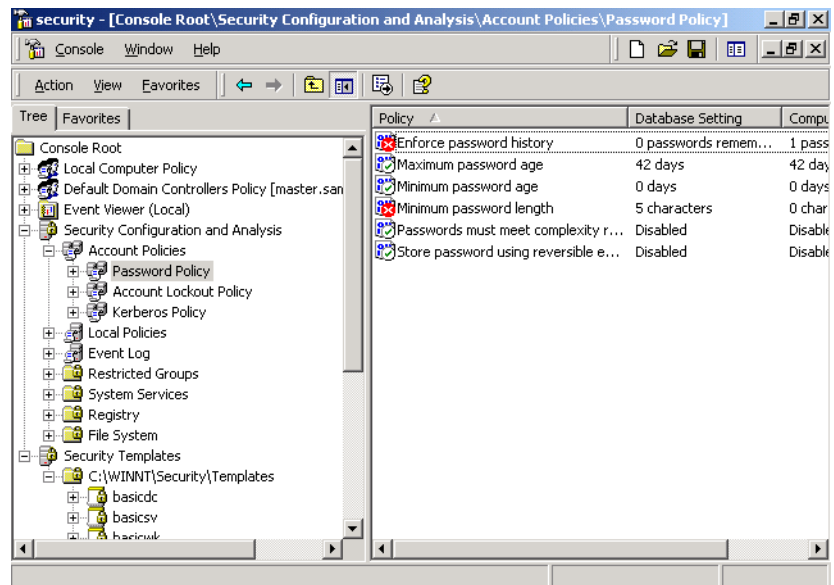 security - [Console Root\Security Configuration and Analysis\Account Policies\Password Policy]
Console Window Help
Action View Favorites
Tree Favorites
Policy Database Setting Compu
Console Root
Local Computer Policy
Default Domain Controllers Policy [master.san
Event Viewer (Local)
Security Configuration and Analysis
Account Policies
Password Policy
Account Lockout Policy
Kerberos Policy
Local Policies
Event Log
Restricted Groups
System Services
Registry
File System
Security Templates
C:\WINNT\Security\Templates
basicdc
basicsv
basicwk
Enforce password history 0 passwords remem... 1 pass
Maximum password age 42 days 42 day
Minimum password age 0 days 0 days
Minimum password length 5 characters 0 char
Passwords must meet complexity r... Disabled Disable
Store password using reversible e... Disabled Disable